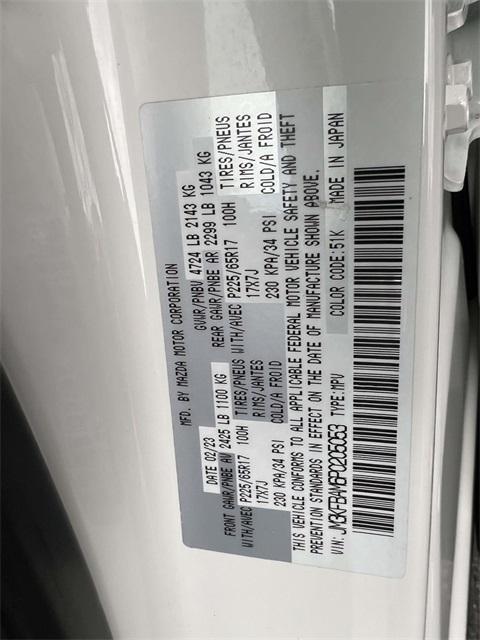 MFD. BY MAZDA MOTOR CORPORATION
DATE 02/23 GVWR/PNBV 4724 LB 2143 KG
FRONT GAWR/PNBE AV 2425 LB 1100 KG REAR GAWR/PNBE AR 2299 LB 1043 KG
WITH/AVEC P225/65R17 100H TIRES/PNEUS WITH/AVEC P225/65R17 100H TIRES/PNEUS
17X7J RIMS/JANTES 17X7J RIMS/JANTES
230 KPA/34 PSI COLD/A FROID 230 KPA/34 PSI COLD/A FROID
THIS VEHICLE CONFORMS TO ALL APPLICABLE FEDERAL MOTOR VEHICLE SAFETY AND THEFT
PREVENTION STANDARDS IN EFFECT ON THE DATE OF MANUFACTURE SHOWN ABOVE.
VIN: JM3KFBAM6P0205053 TYPE:MPV COLOR CODE:51K MADE IN JAPAN